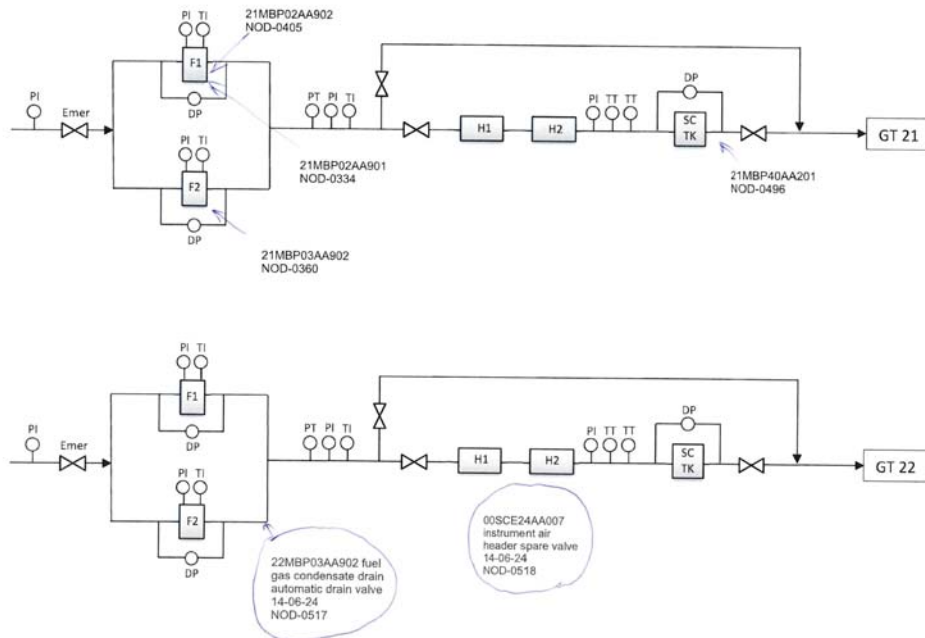 21MBP02AA902
NOD-0405
PI TI
F1
DP
PI
Emer
PT PI TI
21MBP02AA901
NOD-0334
PI TI
F2
DP
21MBP03AA902
NOD-0360
H1
H2
PI TT TT
DP
SC
TK
GT 21
21MBP40AA201
NOD-0496
PI TI
F1
DP
PI
Emer
PT PI TI
PI TI
F2
DP
22MBP03AA902 fuel
gas condensate drain
automatic drain valve
14-06-24
NOD-0517
H1
H2
PI TT TT
DP
SC
TK
GT 22
00SCE24AA007
instrument air
header spare valve
14-06-24
NOD-0518